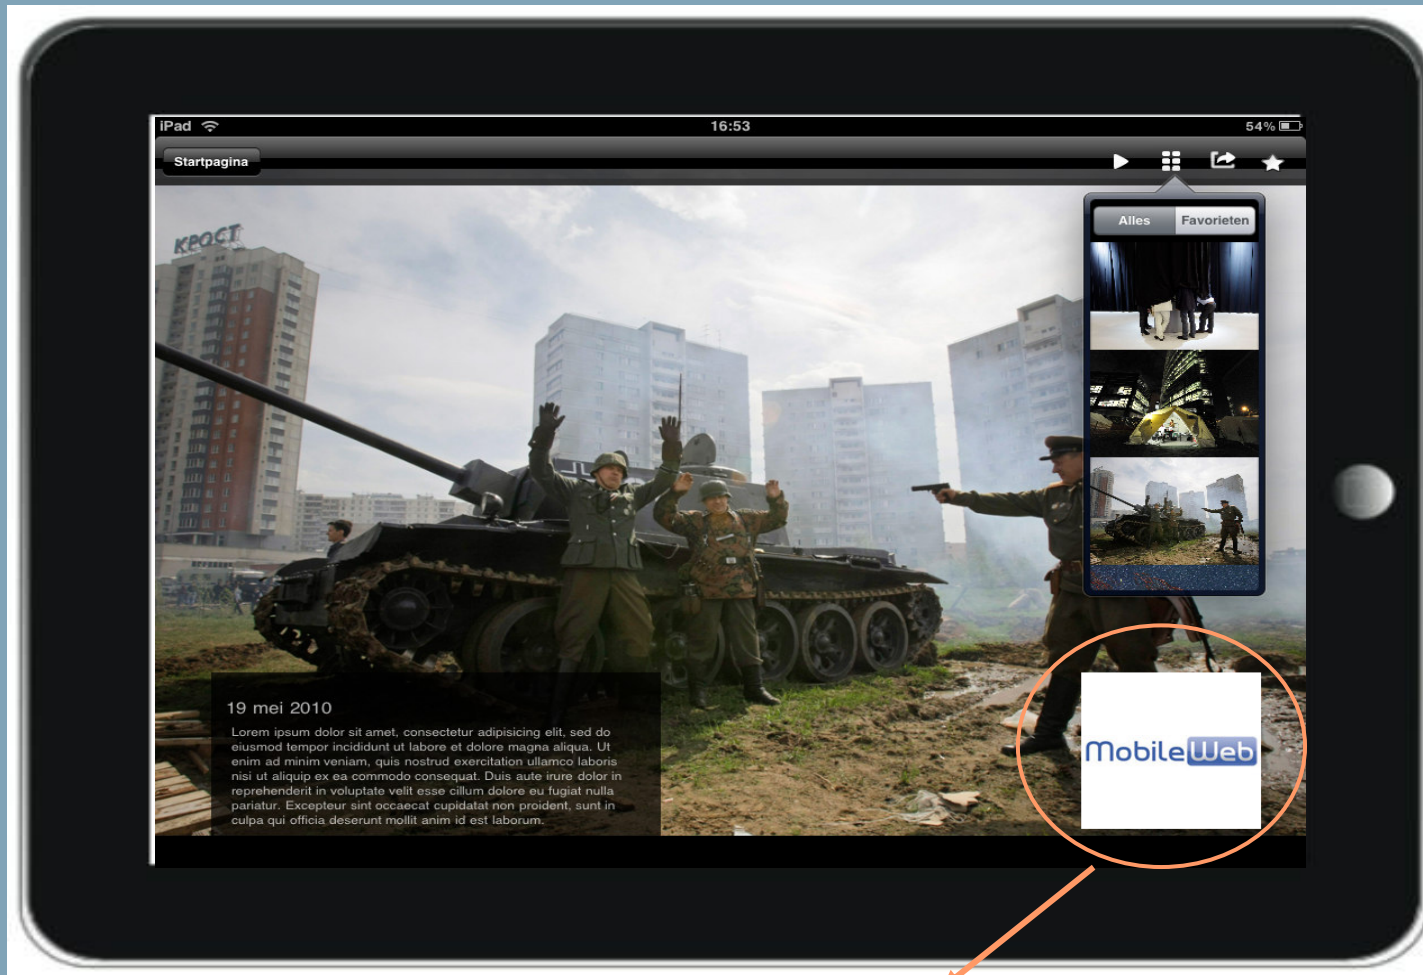 iPad
16:53
54%
Startpagina
Alles
Favorieten
КРОСТ
19 mei 2010
Lorem ipsum dolor sit amet, consectetur adipisicing elit, sed do
eiusmod tempor incididunt ut labore et dolore magna aliqua. Ut
enim ad minim veniam, quis nostrud exercitation ullamco laboris
nisi ut aliquip ex ea commodo consequat. Duis aute irure dolor in
reprehenderit in voluptate velit esse cillum dolore eu fugiat nulla
pariatur. Excepteur sint occaecat cupidatat non proident, sunt in
culpa qui officia deserunt mollit anim id est laborum.
MobileWeb